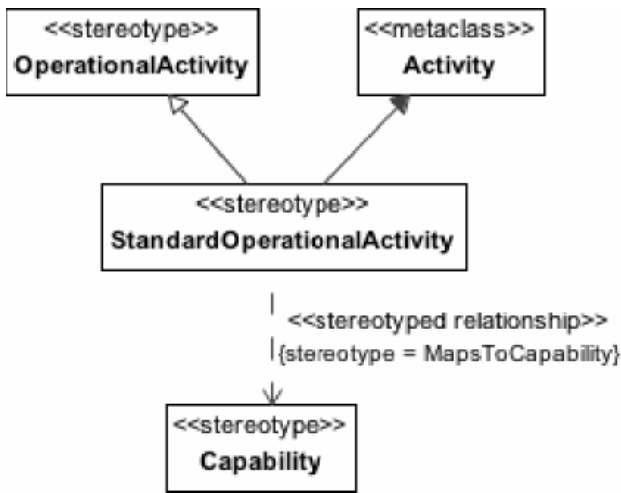 <<stereotype>>
OperationalActivity
<<metaclass>>
Activity
<<stereotype>>
StandardOperationalActivity
<<stereotyped relationship>>
{stereotype = MapsToCapability}
<<stereotype>>
Capability